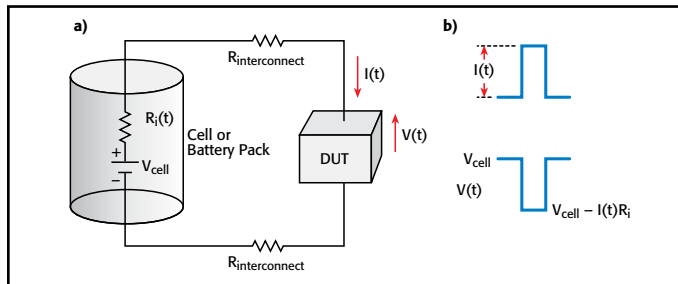 a)
R_interconnect
I(t)
R_i(t)
Cell or
Battery Pack
+
V_cell
−
DUT
V(t)
R_interconnect
b)
I(t)
V_cell
V(t)
V_cell − I(t)R_i